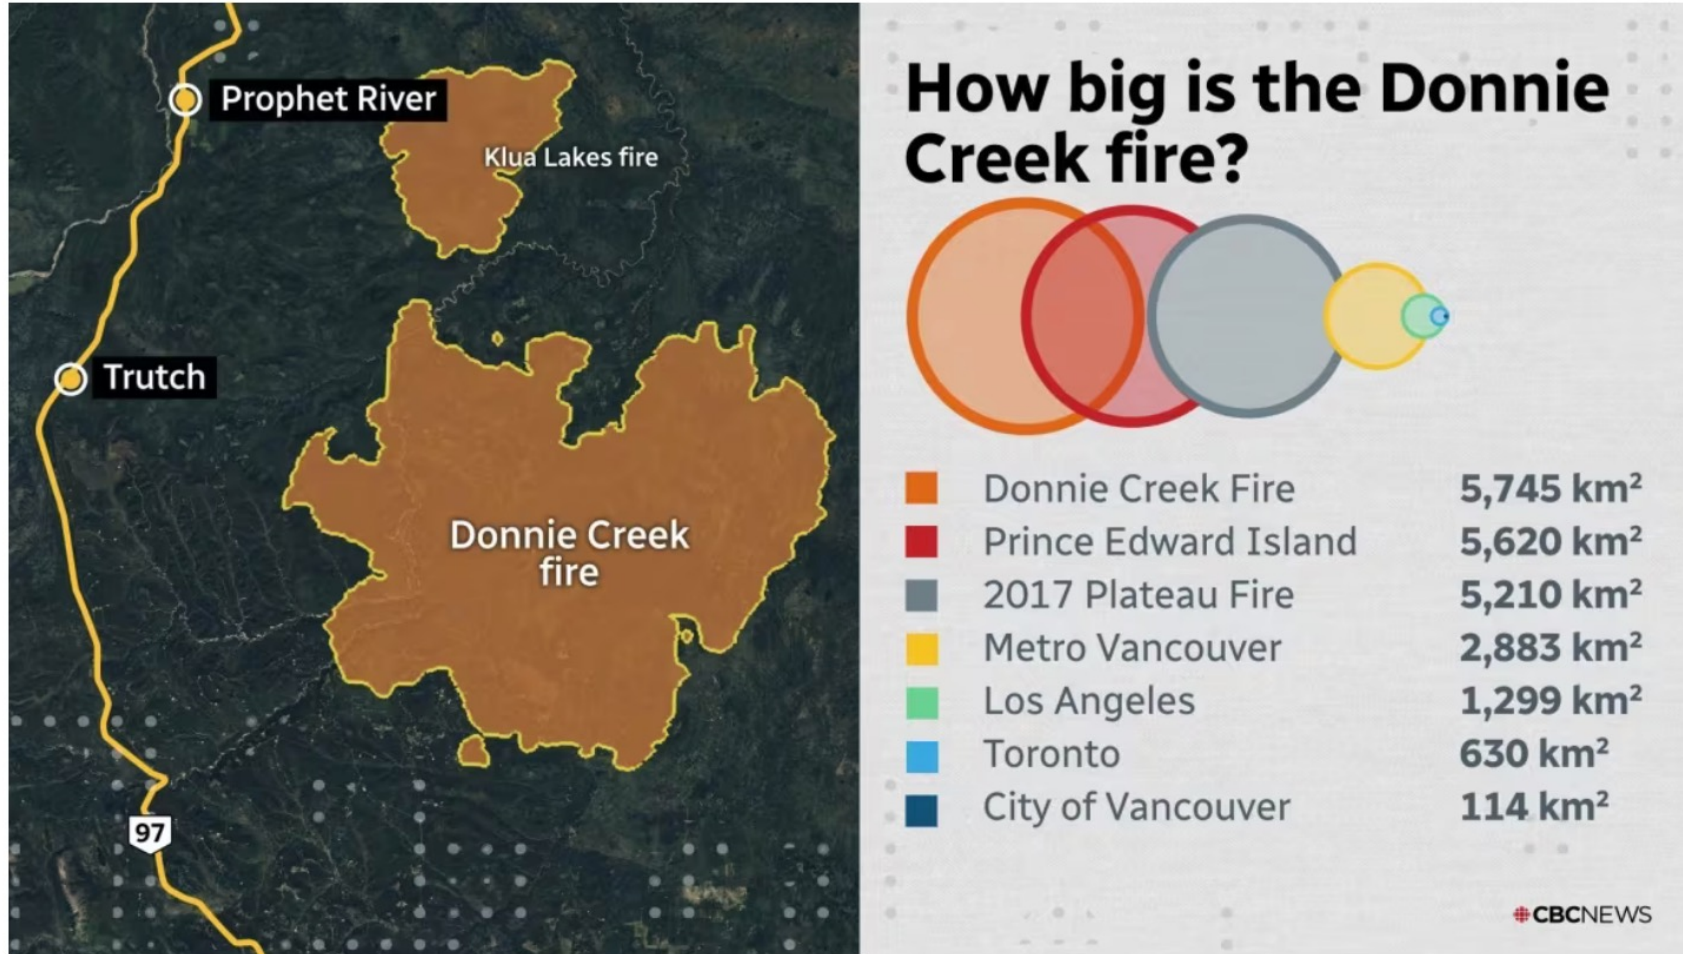 Prophet River
Klua Lakes fire
Trutch
Donnie Creek
fire
97
How big is the Donnie
Creek fire?
Donnie Creek Fire 5,745 km²
Prince Edward Island 5,620 km²
2017 Plateau Fire 5,210 km²
Metro Vancouver 2,883 km²
Los Angeles 1,299 km²
Toronto 630 km²
City of Vancouver 114 km²
CBCNEWS